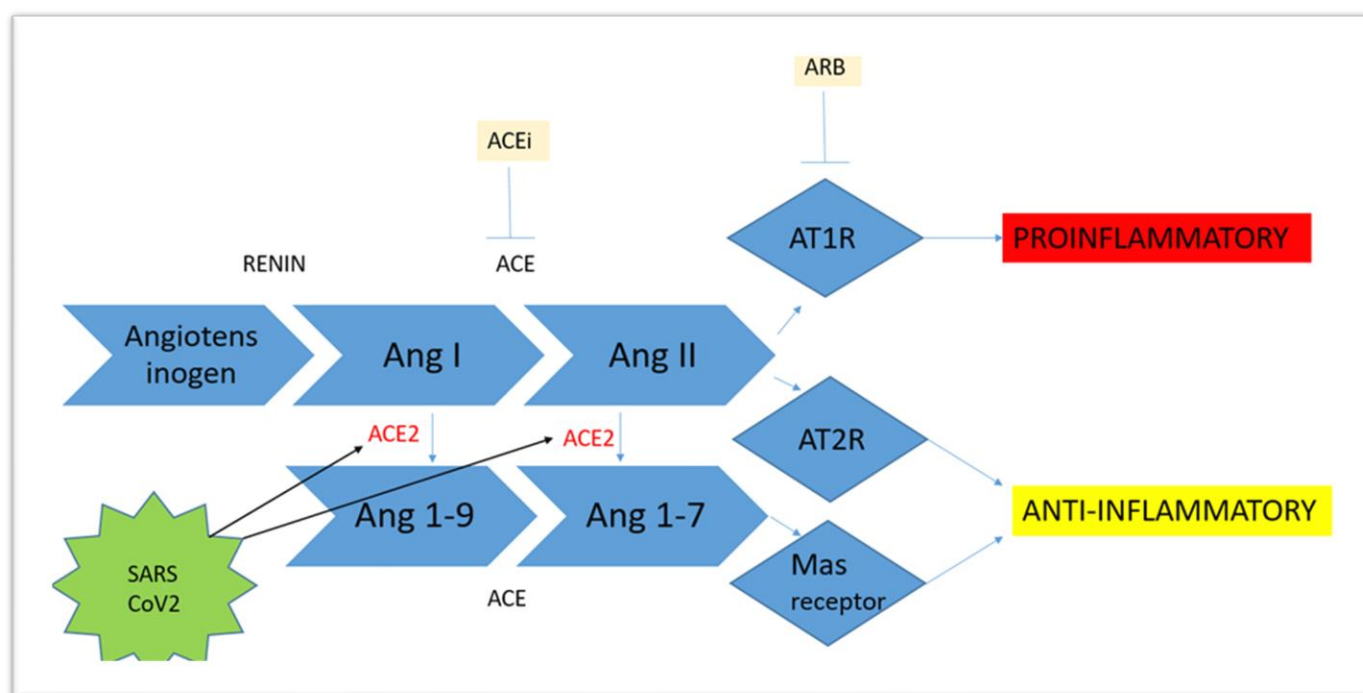 ARB
ACEi
AT1R
PROINFLAMMATORY
RENIN
ACE
Angiotens
inogen
Ang I
Ang II
ACE2
ACE2
AT2R
Ang 1-9
Ang 1-7
ANTI-INFLAMMATORY
Mas
receptor
SARS
CoV2
ACE